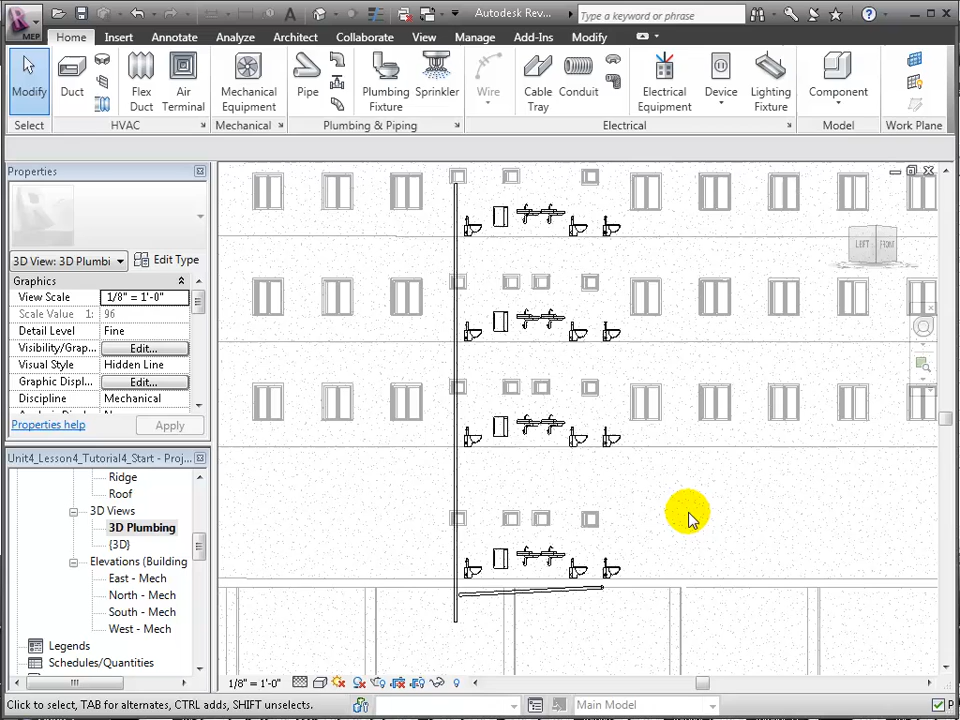 MEP
Autodesk Rev...
Type a keyword or phrase
Home Insert Annotate Analyze Architect Collaborate View Manage Add-Ins Modify
Modify
Duct
Flex Duct
Air Terminal
Mechanical Equipment
Pipe
Plumbing Fixture
Sprinkler
Wire
Cable Tray
Conduit
Electrical Equipment
Device
Lighting Fixture
Component
Select HVAC Mechanical Plumbing & Piping Electrical Model Work Plane
Properties
3D View: 3D Plumbi Edit Type
Graphics
View Scale 1/8" = 1'-0"
Scale Value 1: 96
Detail Level Fine
Visibility/Grap... Edit...
Visual Style Hidden Line
Graphic Displ... Edit...
Discipline Mechanical
Properties help Apply
Unit4_Lesson4_Tutorial4_Start - Proj...
Ridge
Roof
3D Views
3D Plumbing
{3D}
Elevations (Building
East - Mech
North - Mech
South - Mech
West - Mech
Legends
Schedules/Quantities
LEFT FRONT
1/8" = 1'-0"
Click to select, TAB for alternates, CTRL adds, SHIFT unselects.
Main Model